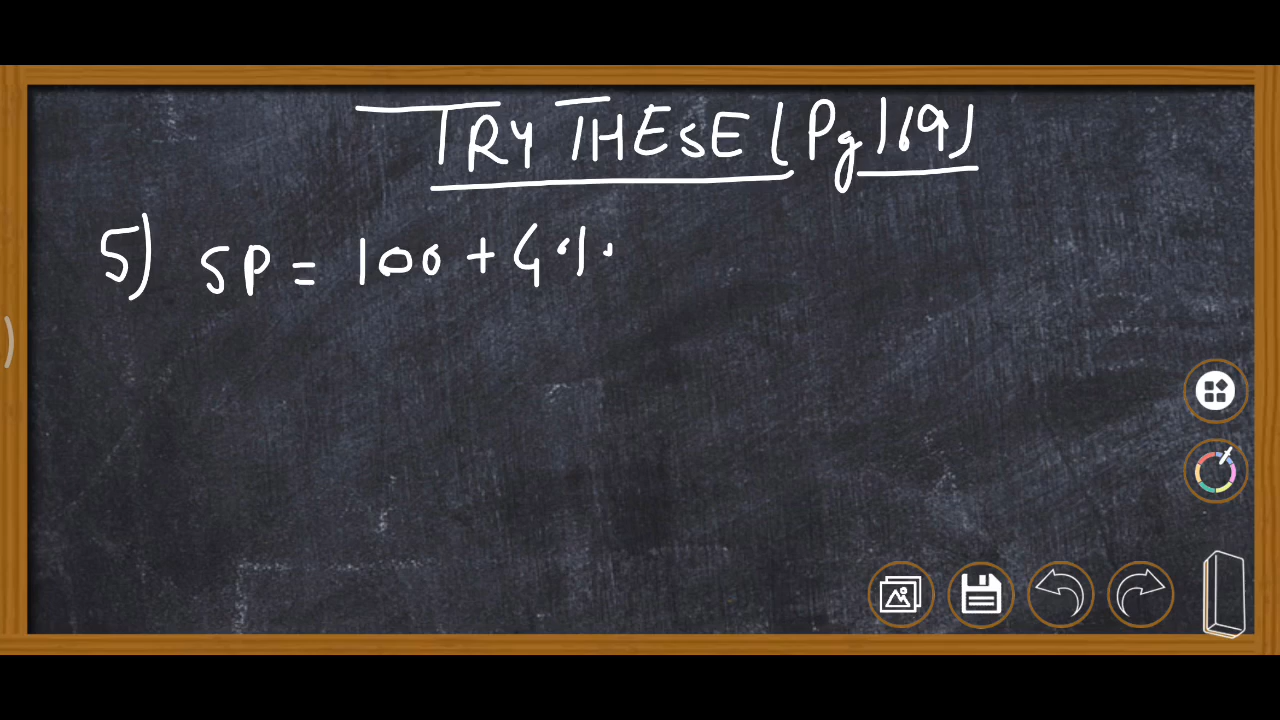 TRY THESE (Pg 169)
5) SP = 100 + 4%